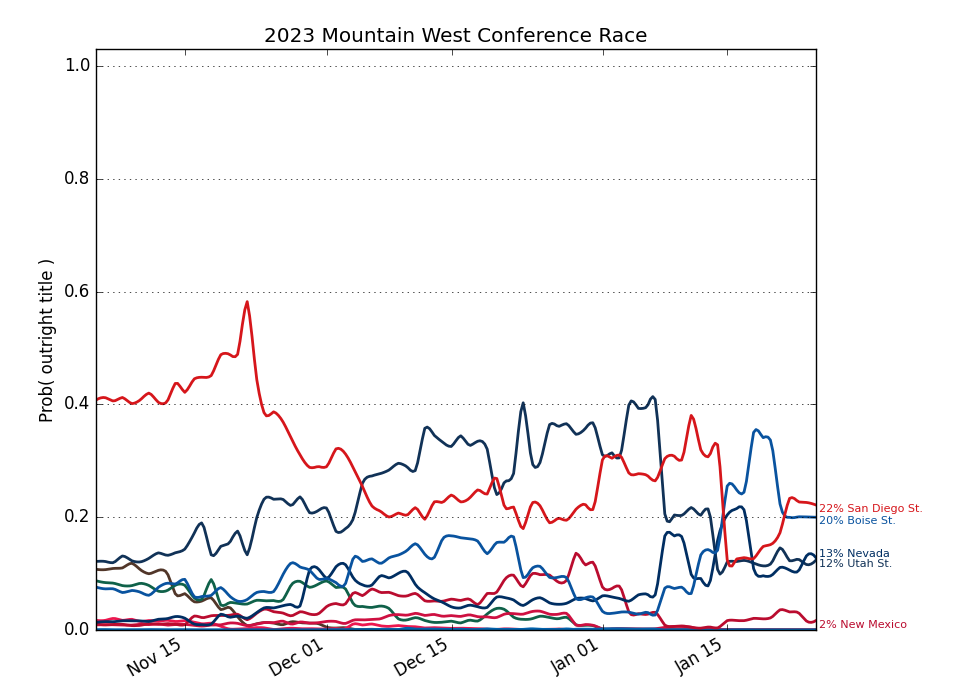 2023 Mountain West Conference Race
1.0
0.8
0.6
0.4
0.2
0.0
Prob( outright title )
22% San Diego St.
20% Boise St.
13% Nevada
12% Utah St.
2% New Mexico
Nov 15
Dec 01
Dec 15
Jan 01
Jan 15